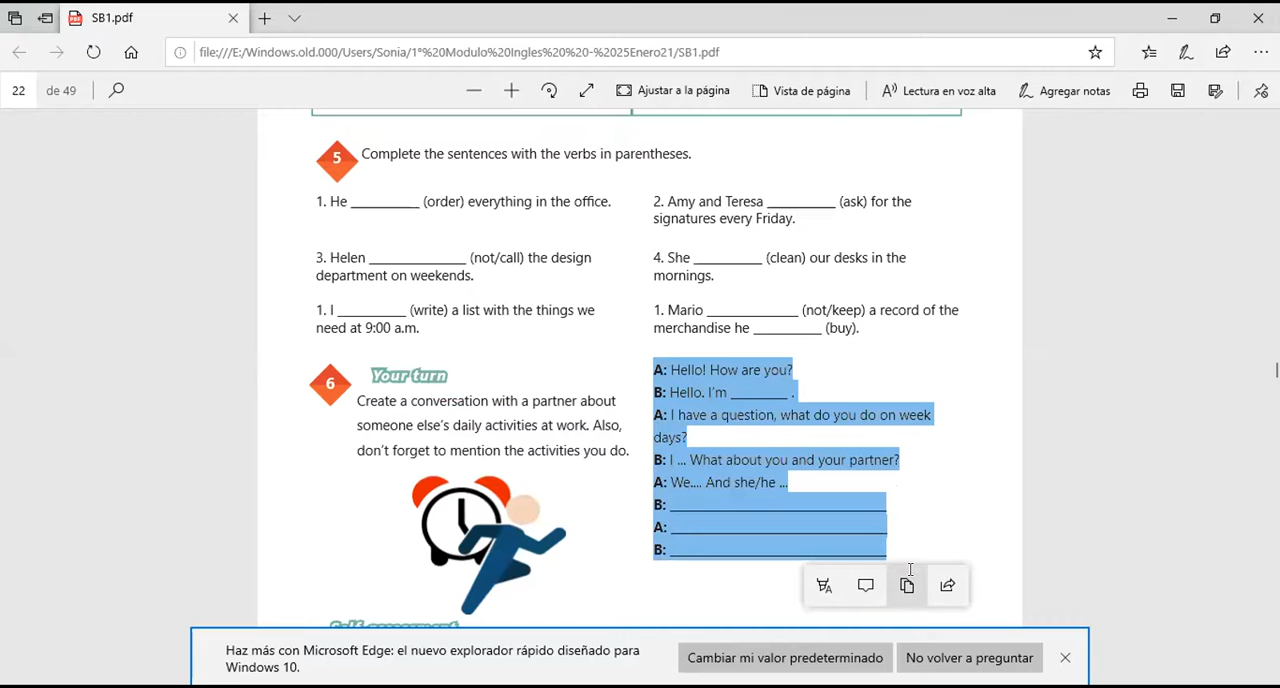 SB1.pdf
file:///E:/Windows.old.000/Users/Sonia/1°%20Modulo%20Ingles%20%20-%2025Enero21/SB1.pdf
22 de 49
Ajustar a la página
Vista de página
Lectura en voz alta
Agregar notas
5
Complete the sentences with the verbs in parentheses.
1. He _________ (order) everything in the office.
2. Amy and Teresa _________ (ask) for the
signatures every Friday.
3. Helen _____________ (not/call) the design
department on weekends.
4. She _________ (clean) our desks in the
mornings.
1. I _________ (write) a list with the things we
need at 9:00 a.m.
1. Mario ____________ (not/keep) a record of the
merchandise he _________ (buy).
6
Your turn
Create a conversation with a partner about
someone else's daily activities at work. Also,
don't forget to mention the activities you do.
A: Hello! How are you?
B: Hello. I'm ________ .
A: I have a question, what do you do on week
days?
B: I ... What about you and your partner?
A: We.... And she/he ...
B: ______________________________
A: ______________________________
B: ______________________________
Self-assessment
Haz más con Microsoft Edge: el nuevo explorador rápido diseñado para
Windows 10.
Cambiar mi valor predeterminado
No volver a preguntar